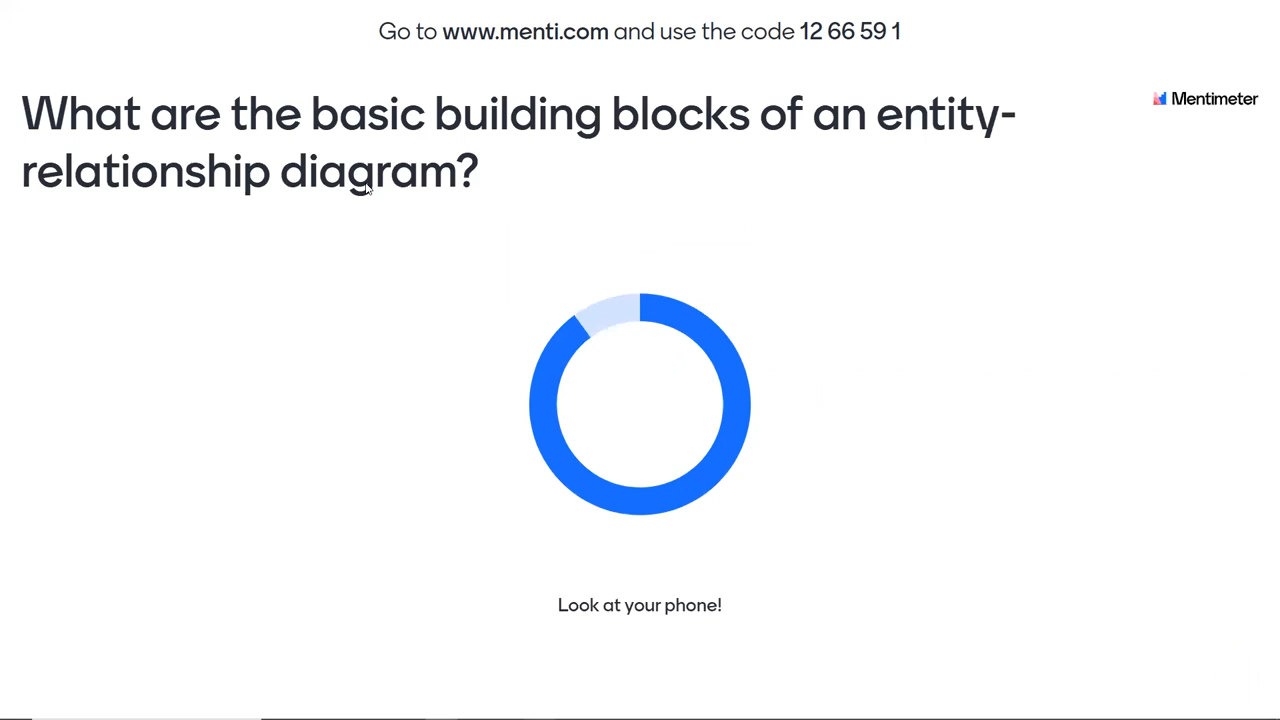 Go to www.menti.com and use the code 12 66 59 1
What are the basic building blocks of an entity-
relationship diagram?
Mentimeter
Look at your phone!